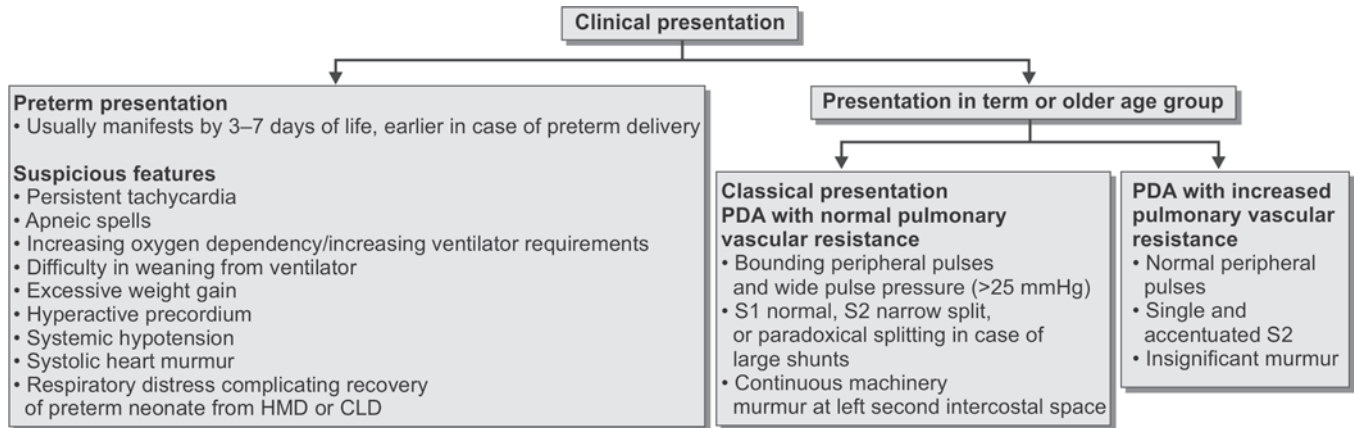 Clinical presentation
Preterm presentation
• Usually manifests by 3–7 days of life, earlier in case of preterm delivery
Suspicious features
• Persistent tachycardia
• Apneic spells
• Increasing oxygen dependency/increasing ventilator requirements
• Difficulty in weaning from ventilator
• Excessive weight gain
• Hyperactive precordium
• Systemic hypotension
• Systolic heart murmur
• Respiratory distress complicating recovery
of preterm neonate from HMD or CLD
Presentation in term or older age group
Classical presentation
PDA with normal pulmonary
vascular resistance
• Bounding peripheral pulses
and wide pulse pressure (>25 mmHg)
• S1 normal, S2 narrow split,
or paradoxical splitting in case of
large shunts
• Continuous machinery
murmur at left second intercostal space
PDA with increased
pulmonary vascular
resistance
• Normal peripheral
pulses
• Single and
accentuated S2
• Insignificant murmur